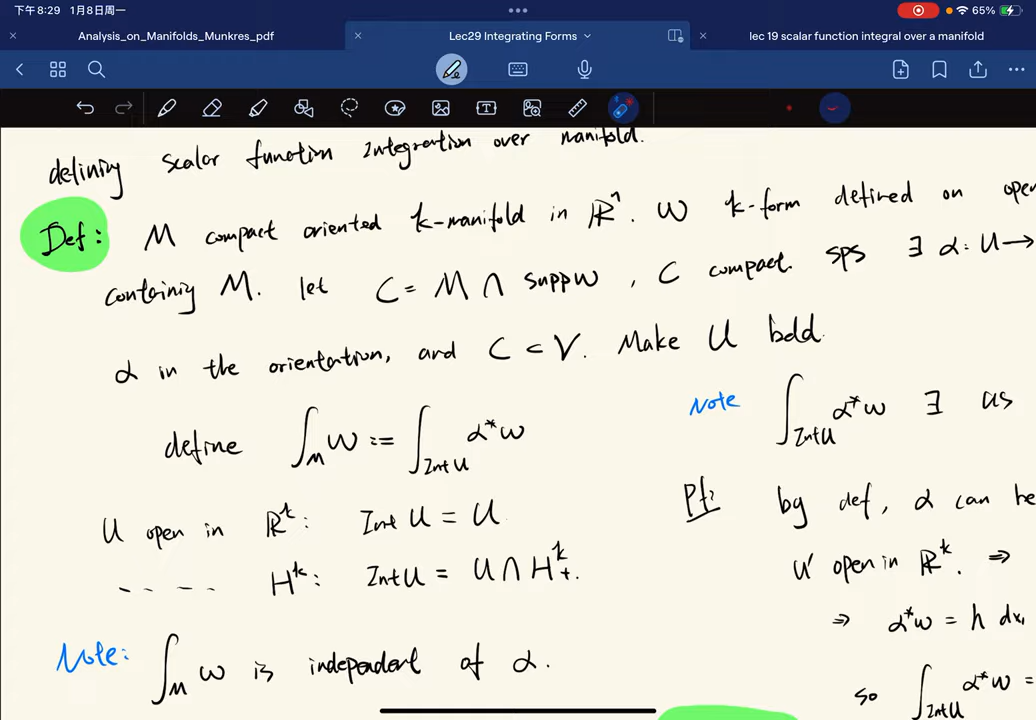 下午8:29 1月8日周一
65%
Analysis_on_Manifolds_Munkres_pdf
Lec29 Integrating Forms
lec 19 scalar function integral over a manifold
defining scalar function Integration over manifold.
Def: M compact oriented k-manifold in ℝⁿ. ω k-form defined on open
containiy M. let C = M ∩ supp ω, C compact. sps ∃ α: U →
α in the orientation, and C ⊂ V. Make U bdd.
define ∫_M ω := ∫_{Int U} α*ω
Note ∫_{Int U} α*ω ∃ as
U open in ℝᵏ: Int U = U.
..... Hᵏ: Int U = U ∩ H₊ᵏ.
Pf: by def, α can be
U' open in ℝᵏ. ⇒
⇒ α*ω = h dx₁
so ∫_{Int U} α*ω =
Note: ∫_M ω is independent of α.